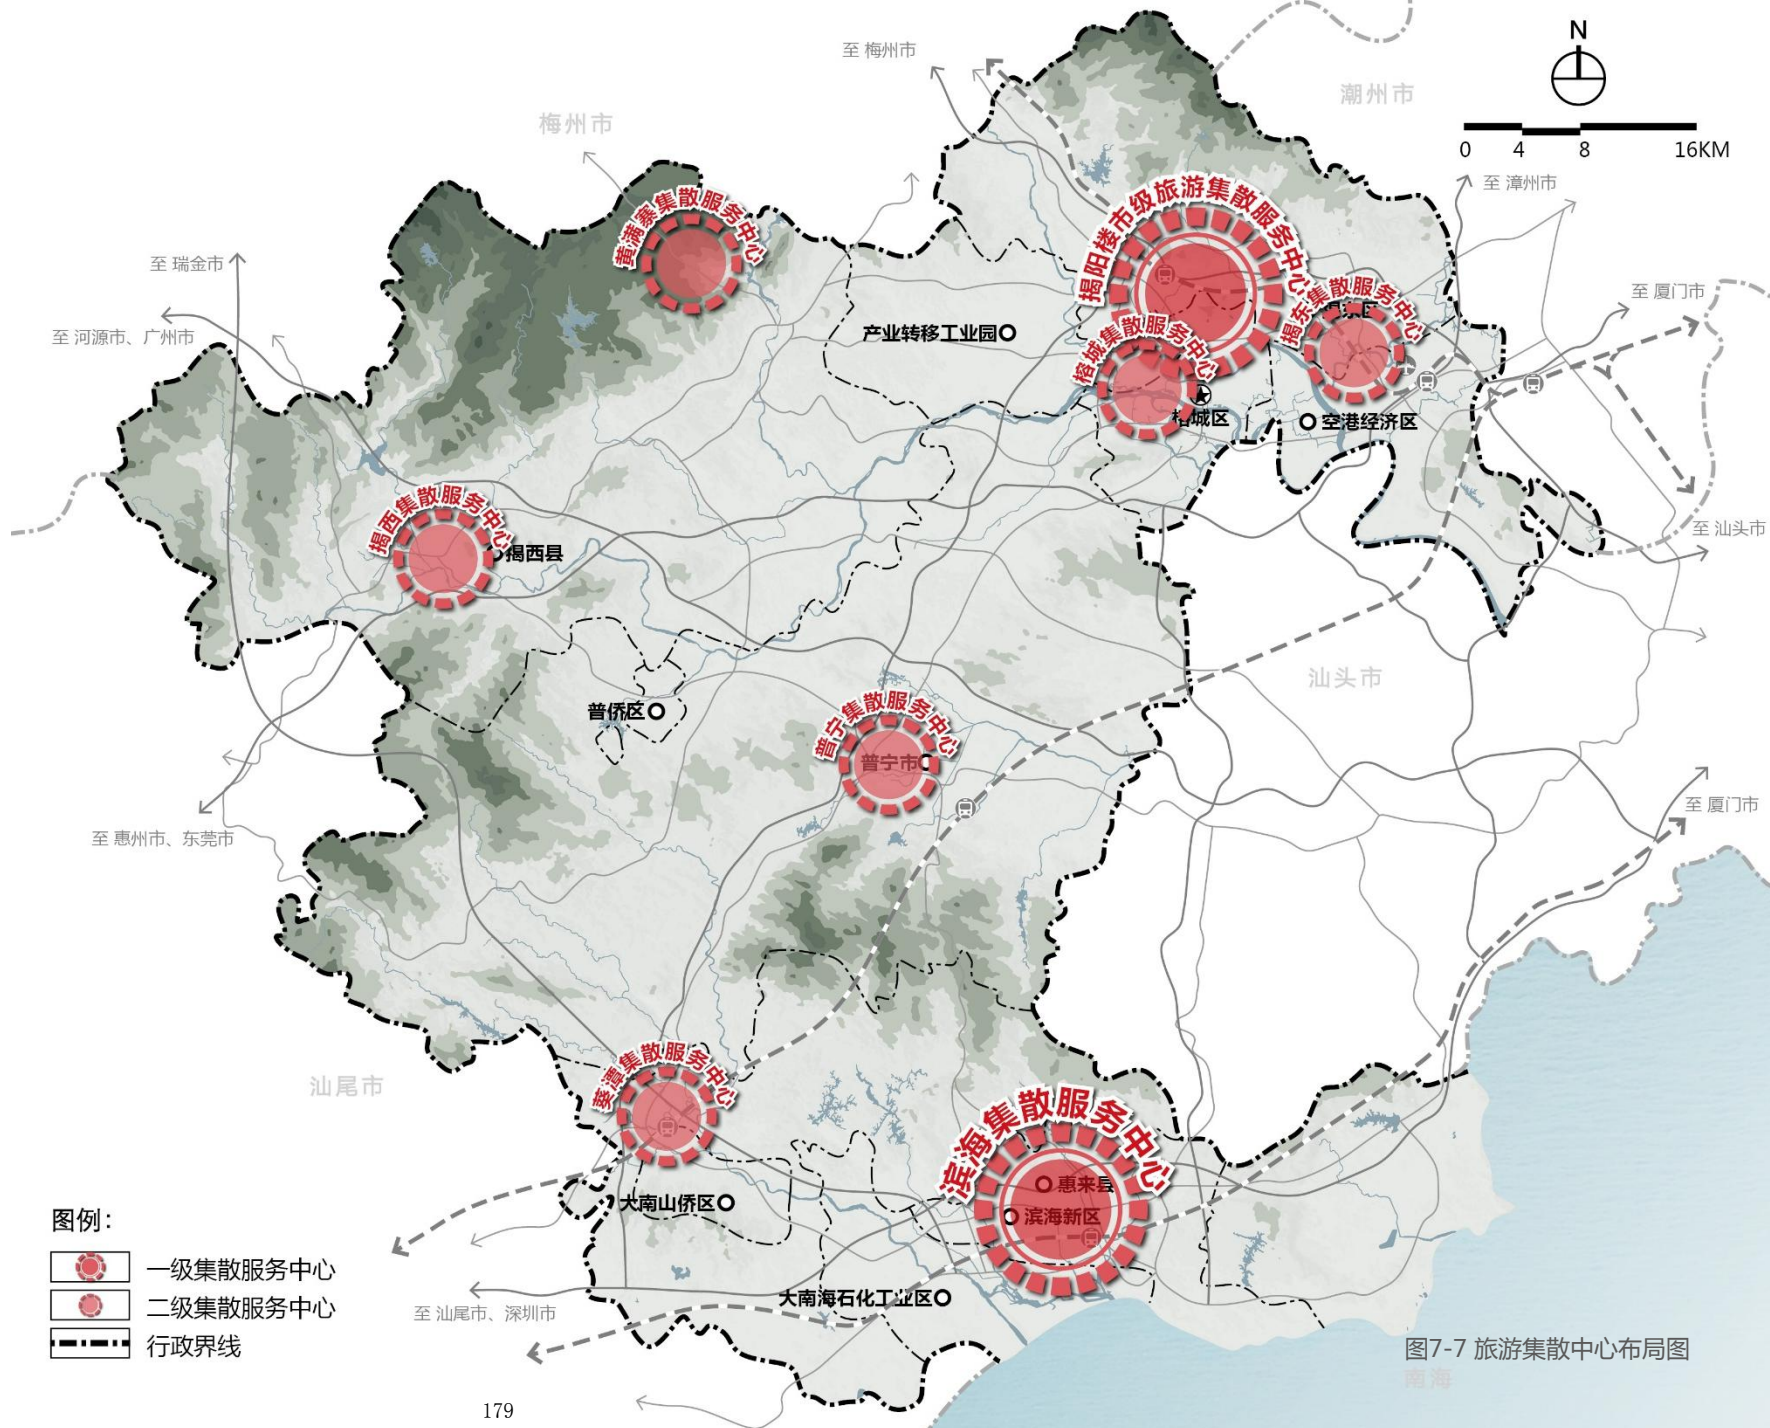 N
至 梅州市
潮州市
梅州市
0 4 8 16KM
至 漳州市
黄满寨集散服务中心
揭阳楼市级旅游集散服务中心
至 瑞金市
至 厦门市
揭东集散服务中心
至 河源市、广州市
产业转移工业园
榕城集散服务中心
榕城区
空港经济区
揭西集散服务中心
至 汕头市
揭西县
汕头市
普侨区
普宁集散服务中心
普宁市
至 厦门市
至 惠州市、东莞市
葵潭集散服务中心
汕尾市
滨海集散服务中心
惠来县
大南山侨区
滨海新区
图例：
一级集散服务中心
二级集散服务中心
行政界线
大南海石化工业区
至 汕尾市、深圳市
图7-7 旅游集散中心布局图
南海
179